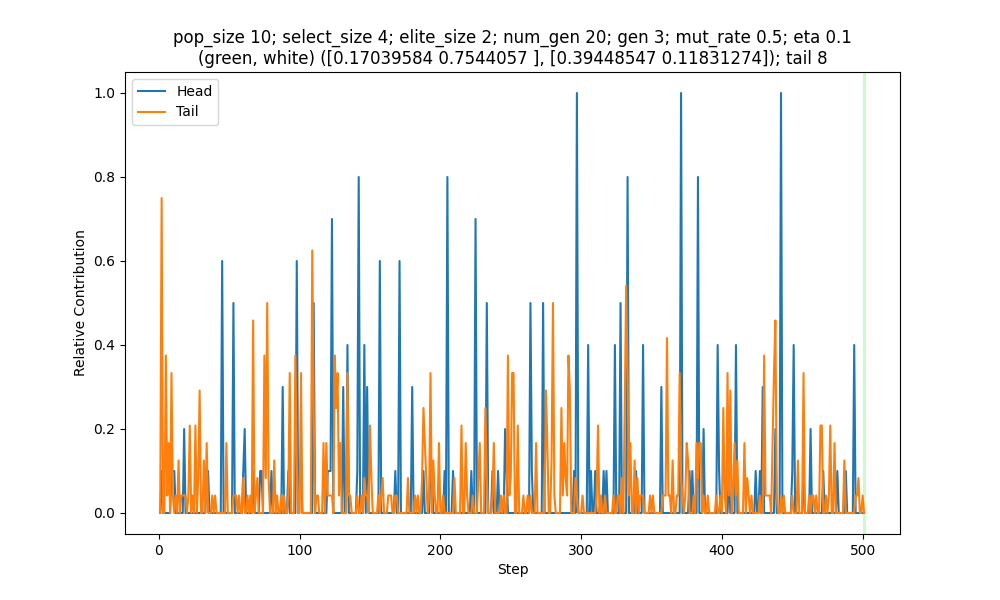 pop_size 10; select_size 4; elite_size 2; num_gen 20; gen 3; mut_rate 0.5; eta 0.1
(green, white) ([0.17039584 0.7544057 ], [0.39448547 0.11831274]); tail 8
Head
Tail
1.0
0.8
0.6
0.4
0.2
0.0
Relative Contribution
0
100
200
300
400
500
Step